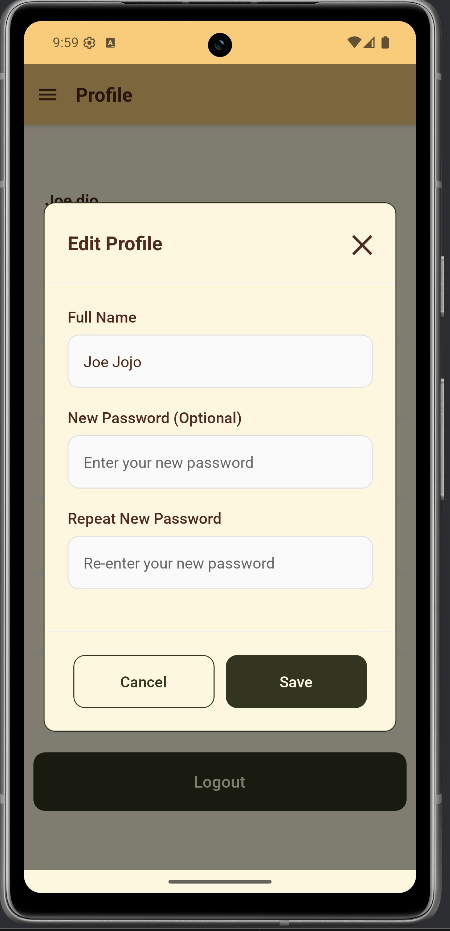 9:59
Profile
Joe dio
Edit Profile
Full Name
Joe Jojo
New Password (Optional)
Enter your new password
Repeat New Password
Re-enter your new password
Cancel
Save
Logout